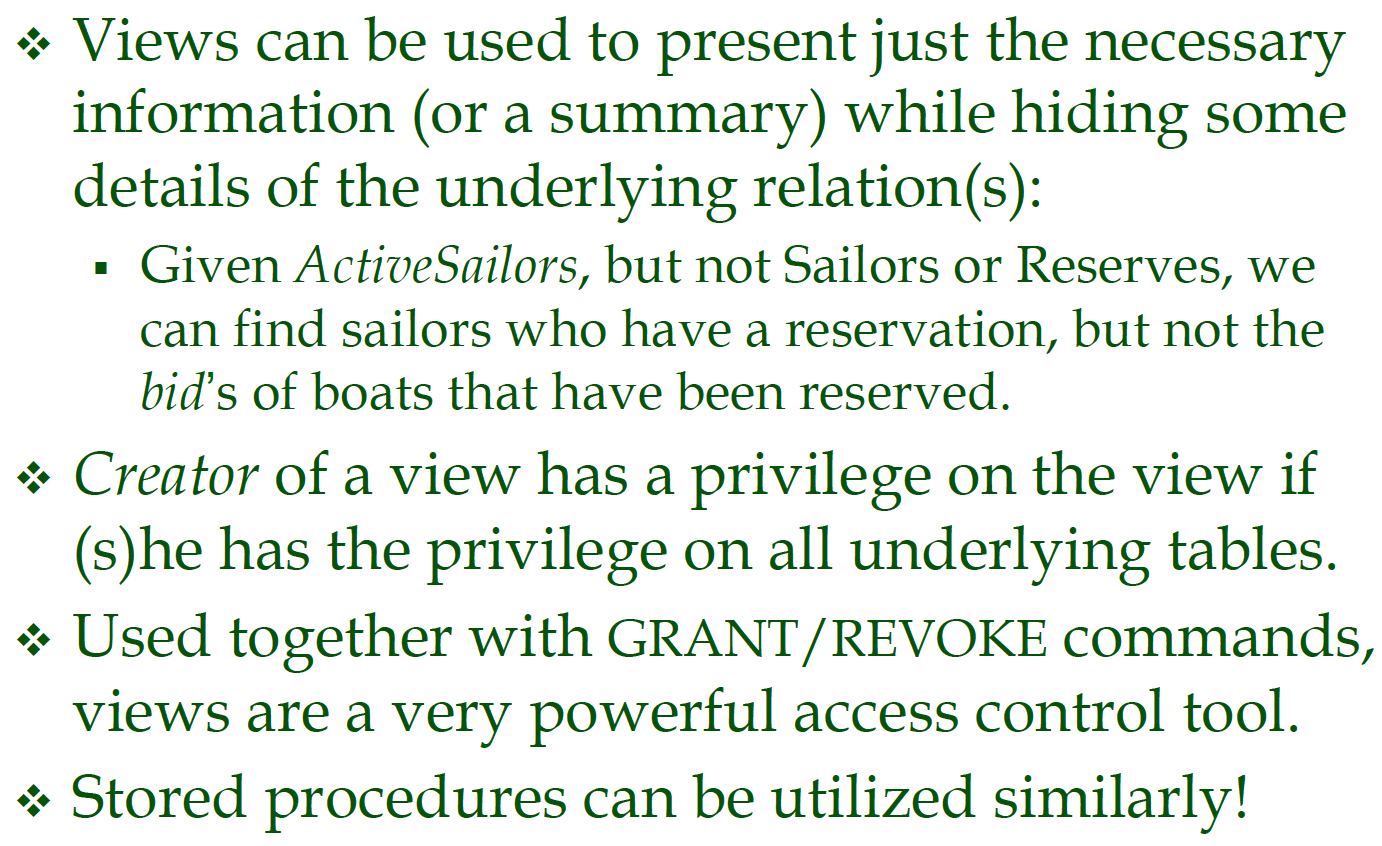 ❖ Views can be used to present just the necessary
information (or a summary) while hiding some
details of the underlying relation(s):
▪ Given ActiveSailors, but not Sailors or Reserves, we
can find sailors who have a reservation, but not the
bid’s of boats that have been reserved.
❖ Creator of a view has a privilege on the view if
(s)he has the privilege on all underlying tables.
❖ Used together with GRANT/REVOKE commands,
views are a very powerful access control tool.
❖ Stored procedures can be utilized similarly!